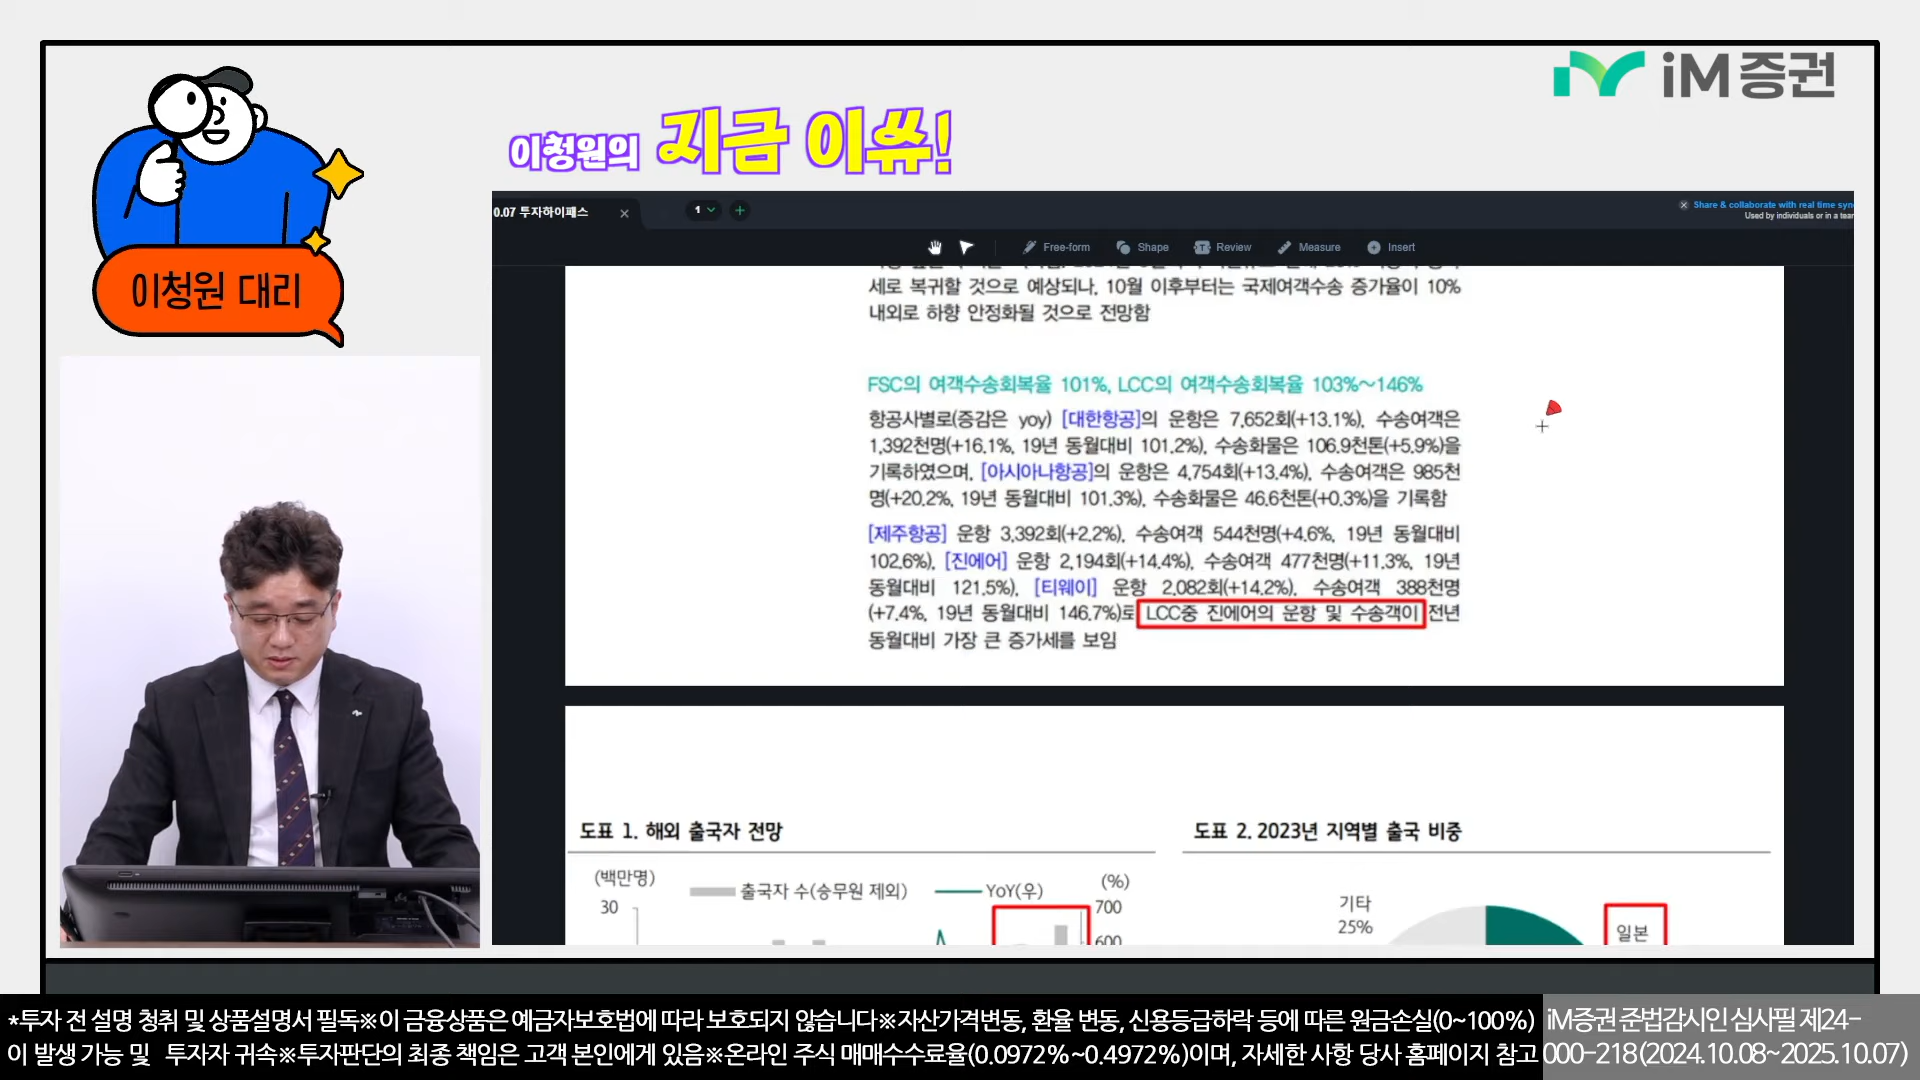 iM증권
이청원의 지금 이슈!
이청원 대리
0.07 투자하이패스
1
Share & collaborate with real time syn
Used by individuals or in a tea
Free-form
Shape
Review
Measure
Insert
세로 복귀할 것으로 예상되나, 10월 이후부터는 국제여객수송 증가율이 10%
내외로 하향 안정화될 것으로 전망함
FSC의 여객수송회복율 101%, LCC의 여객수송회복율 103%~146%
항공사별로(증감은 yoy) [대한항공]의 운항은 7,652회(+13.1%), 수송여객은
1,392천명(+16.1%, 19년 동월대비 101.2%), 수송화물은 106.9천톤(+5.9%)을
기록하였으며, [아시아나항공]의 운항은 4,754회(+13.4%), 수송여객은 985천
명(+20.2%, 19년 동월대비 101.3%), 수송화물은 46.6천톤(+0.3%)을 기록함
[제주항공] 운항 3,392회(+2.2%), 수송여객 544천명(+4.6%, 19년 동월대비
102.6%), [진에어] 운항 2,194회(+14.4%), 수송여객 477천명(+11.3%, 19년
동월대비 121.5%), [티웨이] 운항 2,082회(+14.2%), 수송여객 388천명
(+7.4%, 19년 동월대비 146.7%)로 LCC중 진에어의 운항 및 수송객이 전년
동월대비 가장 큰 증가세를 보임
도표 1. 해외 출국자 전망
(백만명)
출국자 수(승무원 제외)
YoY(우)
(%)
30
700
600
도표 2. 2023년 지역별 출국 비중
기타
25%
일본
*투자 전 설명 청취 및 상품설명서 필독※이 금융상품은 예금자보호법에 따라 보호되지 않습니다※자산가격변동, 환율 변동, 신용등급하락 등에 따른 원금손실(0~100%)
이 발생 가능 및 투자자 귀속※투자판단의 최종 책임은 고객 본인에게 있음※온라인 주식 매매수수료율(0.0972%~0.4972%)이며, 자세한 사항 당사 홈페이지 참고
iM증권 준법감시인 심사필 제24-
000-218(2024.10.08~2025.10.07)